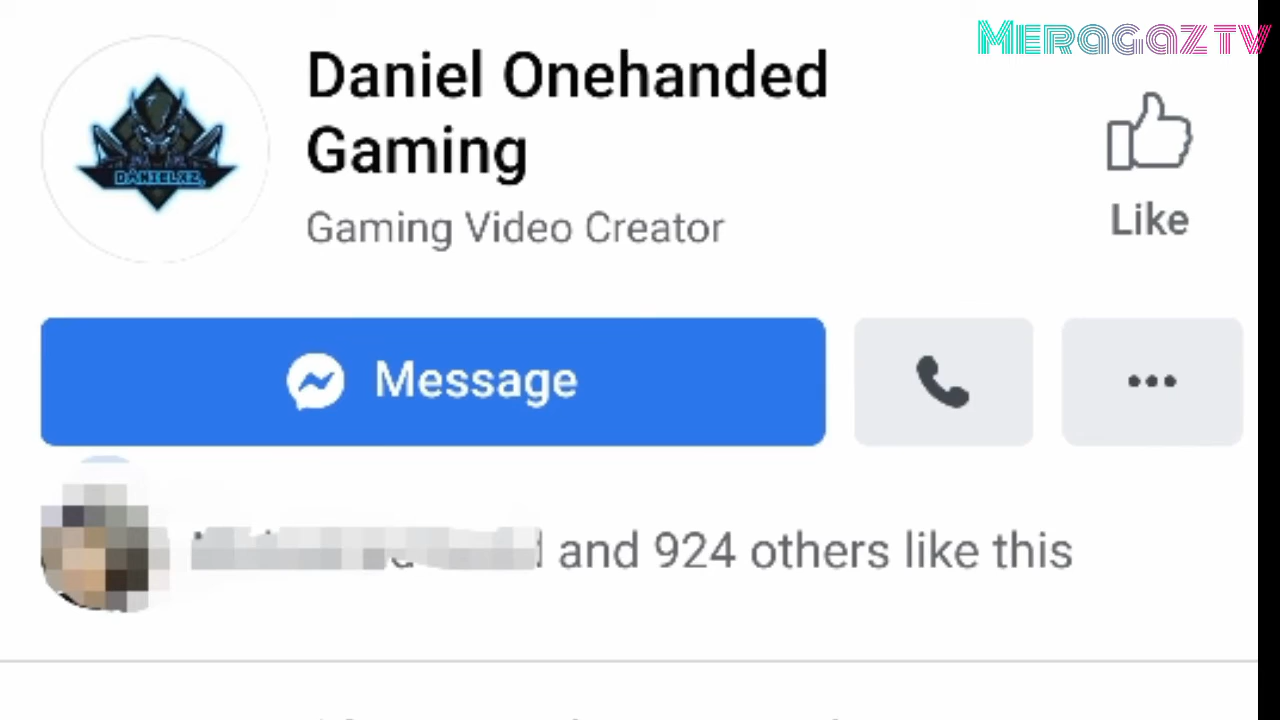 MERAGAZ TV
Daniel Onehanded
Gaming
DANIELXZ
Gaming Video Creator
Like
Message
and 924 others like this